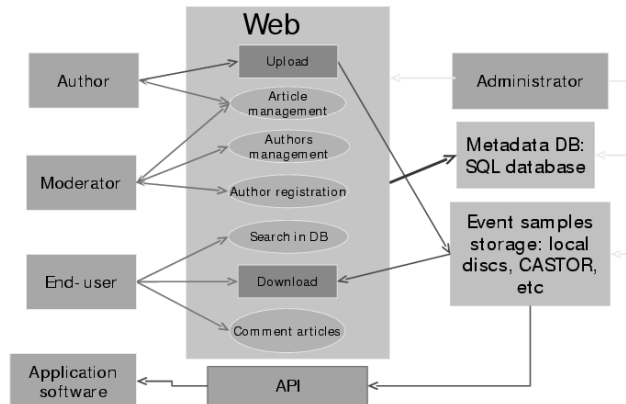 Web
Upload
Article
management
Authors
management
Author registration
Search in DB
Download
Comment articles
Author
Moderator
End-user
Application
software
API
Administrator
Metadata DB:
SQL database
Event samples
storage: local
discs, CASTOR,
etc